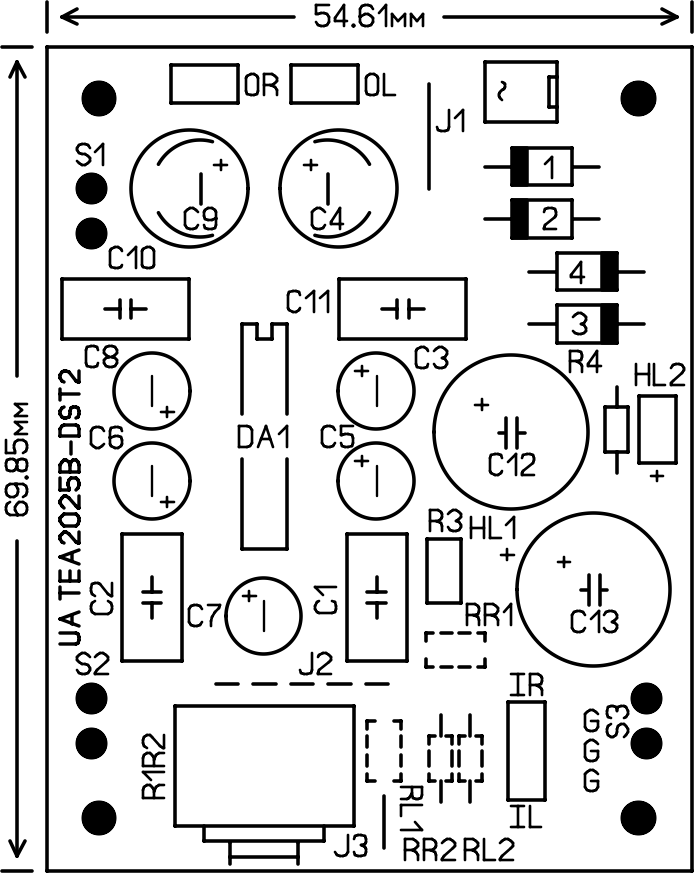 54.61мм
OR
OL
J1
~
S1
+
+
1
C9
C4
2
C10
4
C11
3
C8
C3
R4
HL2
+
+
+
69.85мм
UA TEA2025B-DST2
C6
DA1
C5
C12
+
+
+
R3
HL1
+
+
C2
C7
+
C1
RR1
C13
S2
J2
IR
G
G
G
S3
R1R2
RL1
IL
J3
RR2
RL2